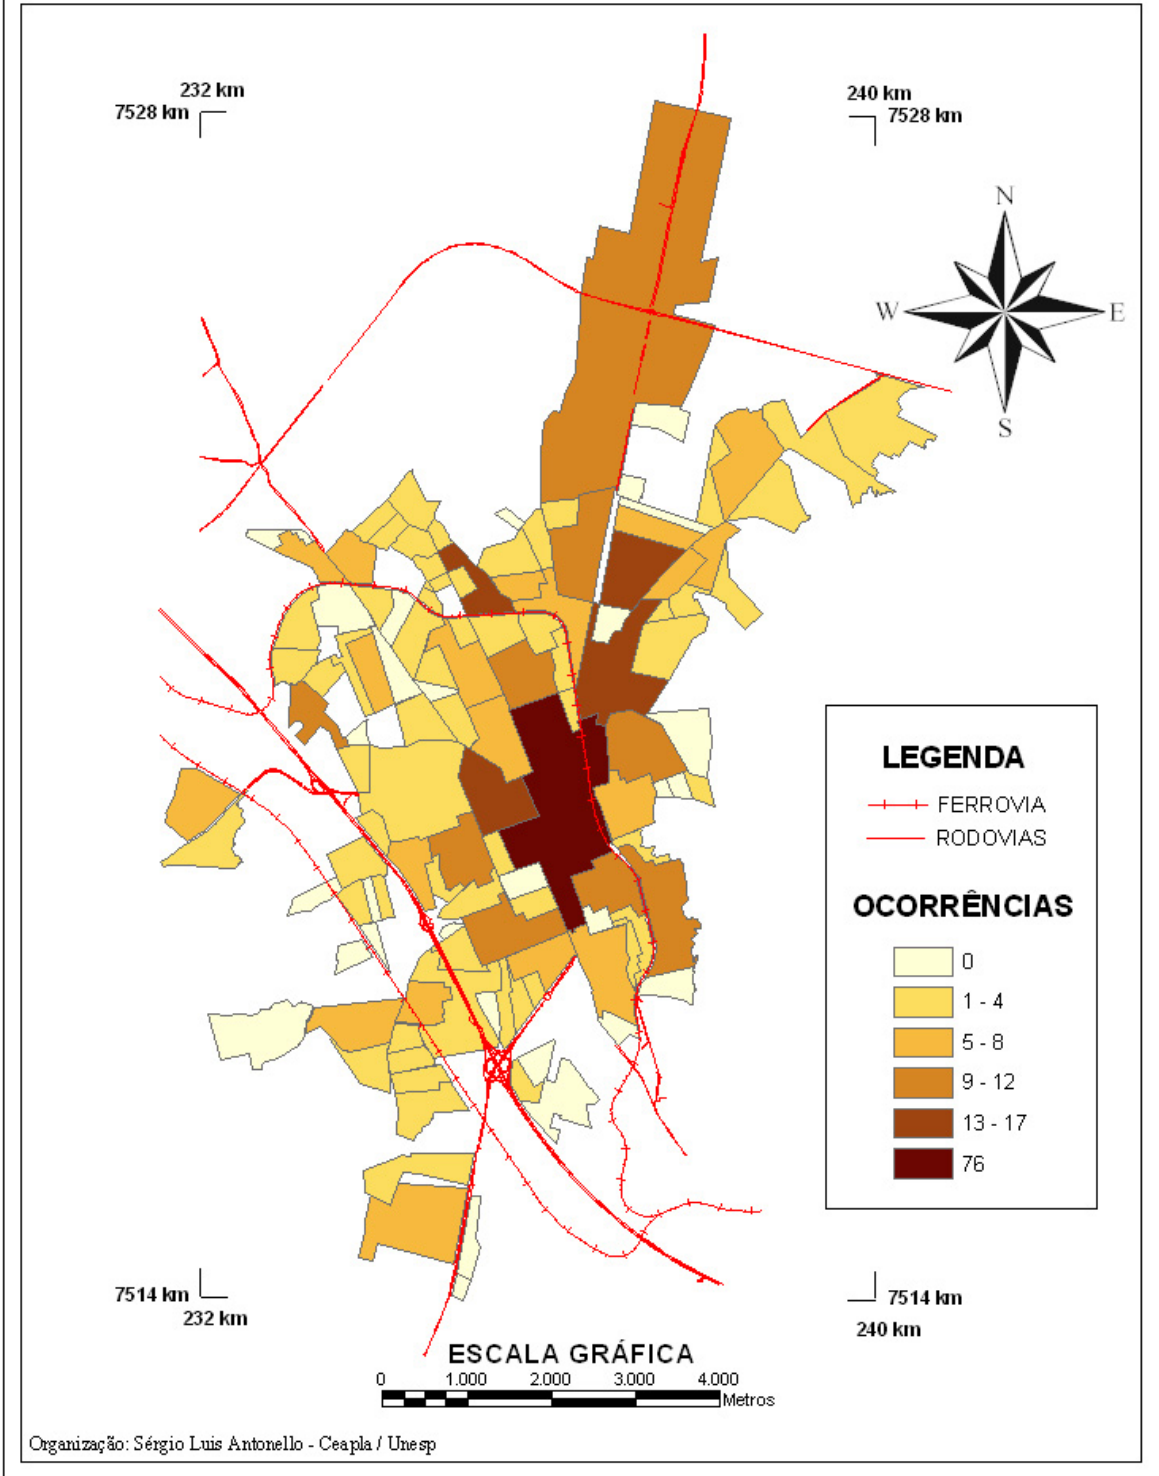 232 km
7528 km
240 km
7528 km
N
W
E
S
LEGENDA
FERROVIA
RODOVIAS
OCORRÊNCIAS
0
1 - 4
5 - 8
9 - 12
13 - 17
76
7514 km
232 km
7514 km
240 km
ESCALA GRÁFICA
0 1.000 2.000 3.000 4.000
Metros
Organização: Sérgio Luis Antonello - Ceapla / Unesp